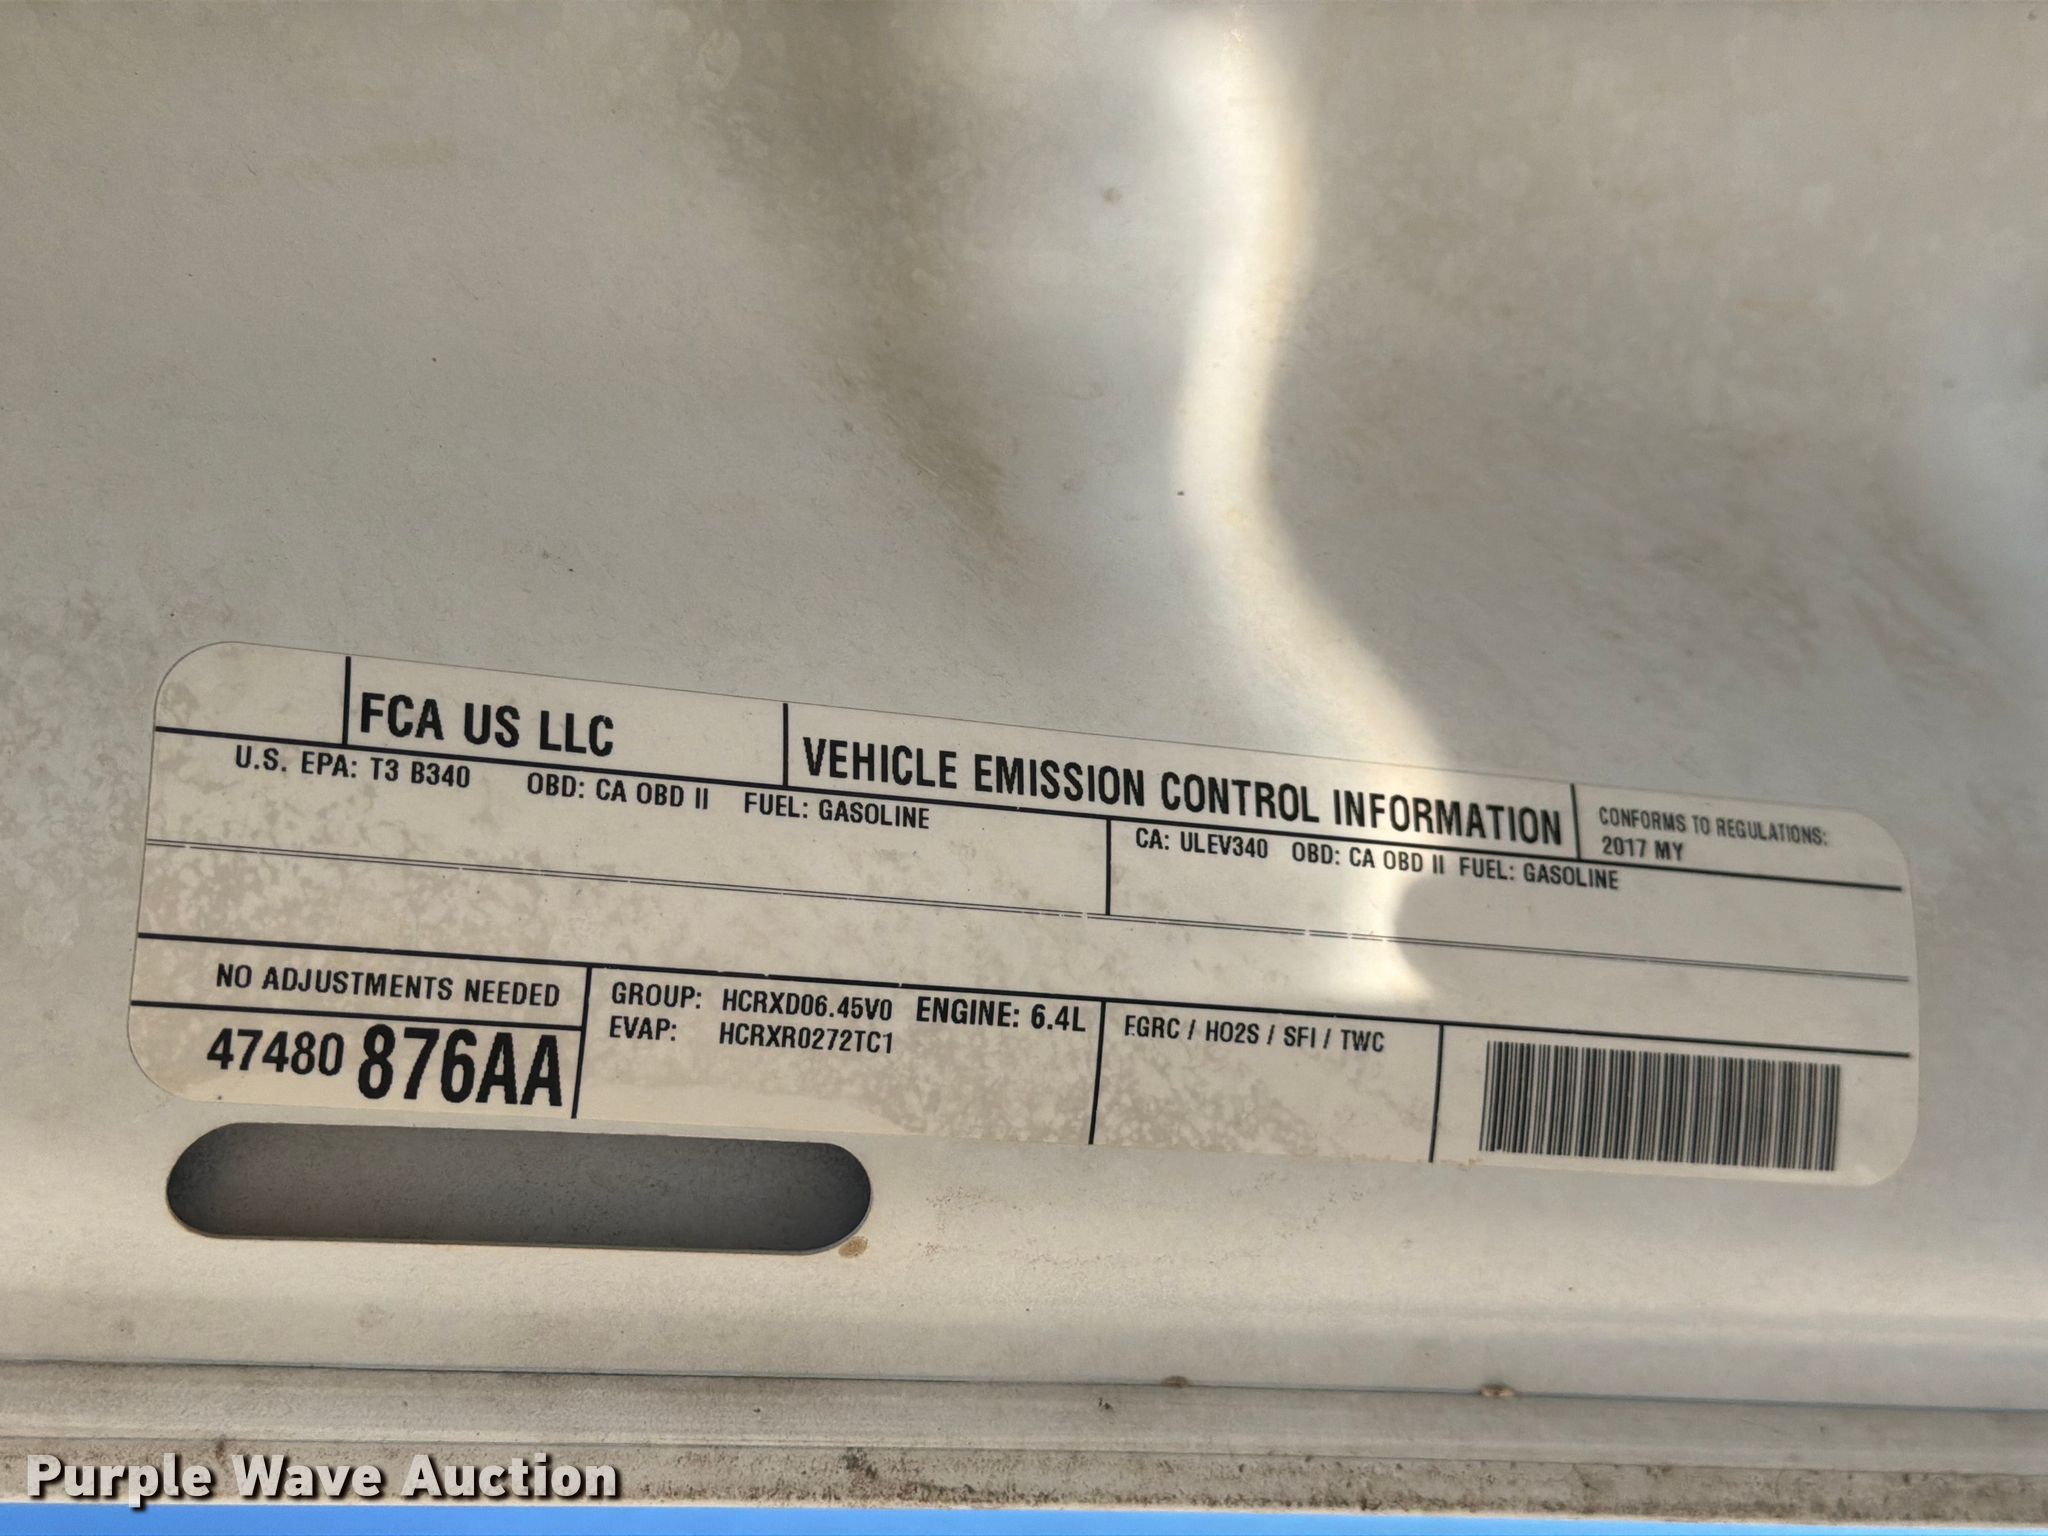 FCA US LLC
VEHICLE EMISSION CONTROL INFORMATION
CONFORMS TO REGULATIONS:
2017 MY
U.S. EPA: T3 B340 OBD: CA OBD II FUEL: GASOLINE
CA: ULEV340 OBD: CA OBD II FUEL: GASOLINE
NO ADJUSTMENTS NEEDED
47480 876AA
GROUP: HCRXD06.45V0 ENGINE: 6.4L
EVAP: HCRXR0272TC1
EGRC / HO2S / SFI / TWC
Purple Wave Auction